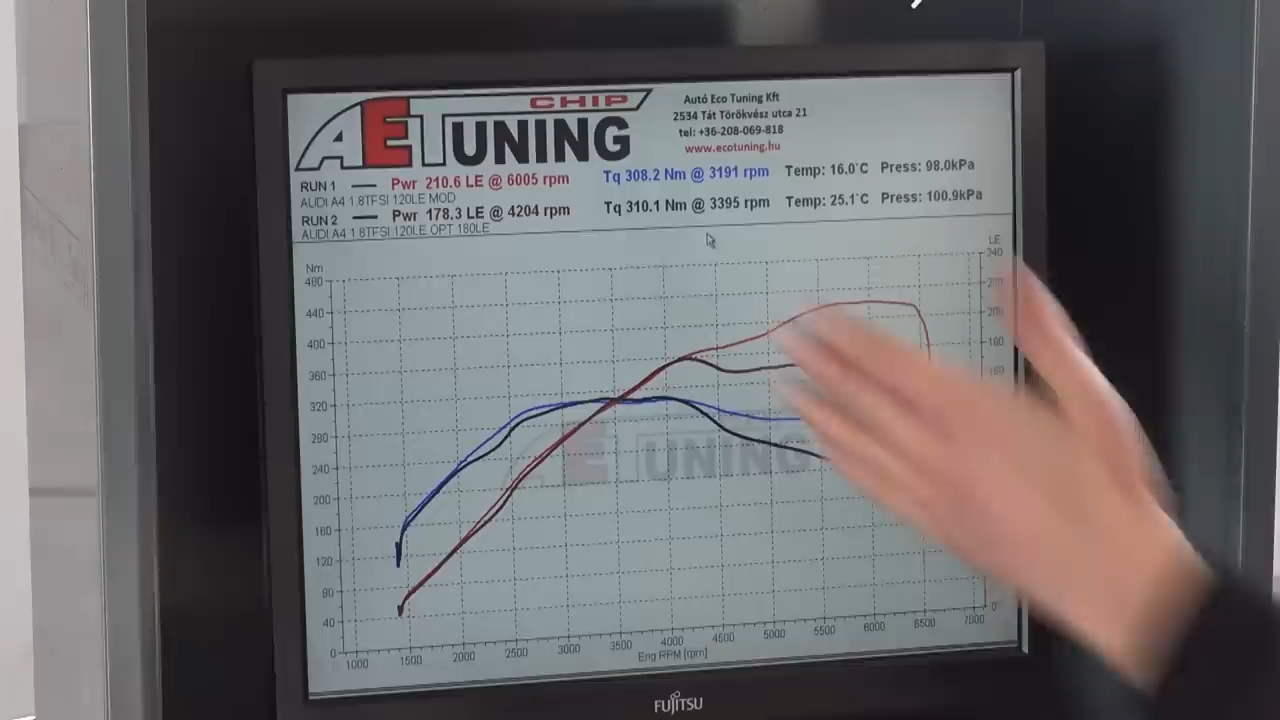 CHIP
AETUNING
Autó Eco Tuning Kft
2534 Tát Törökvész utca 21
tel: +36-208-069-818
www.ecotuning.hu
RUN 1 Pwr 210.6 LE @ 6005 rpm Tq 308.2 Nm @ 3191 rpm Temp: 16.0°C Press: 98.0kPa
AUDI A4 1.8TFSI 120LE MOD
RUN 2 Pwr 178.3 LE @ 4204 rpm Tq 310.1 Nm @ 3395 rpm Temp: 25.1°C Press: 100.9kPa
AUDI A4 1.8TFSI 120LE OPT 180LE
Nm LE
480 240
440 200
400
360
320
280
240
200
160
120
80
40
0 0
1000 1500 2000 2500 3000 3500 4000 4500 5000 5500 6000 6500 7000
Eng RPM [rpm]
AETUNING
FUJITSU